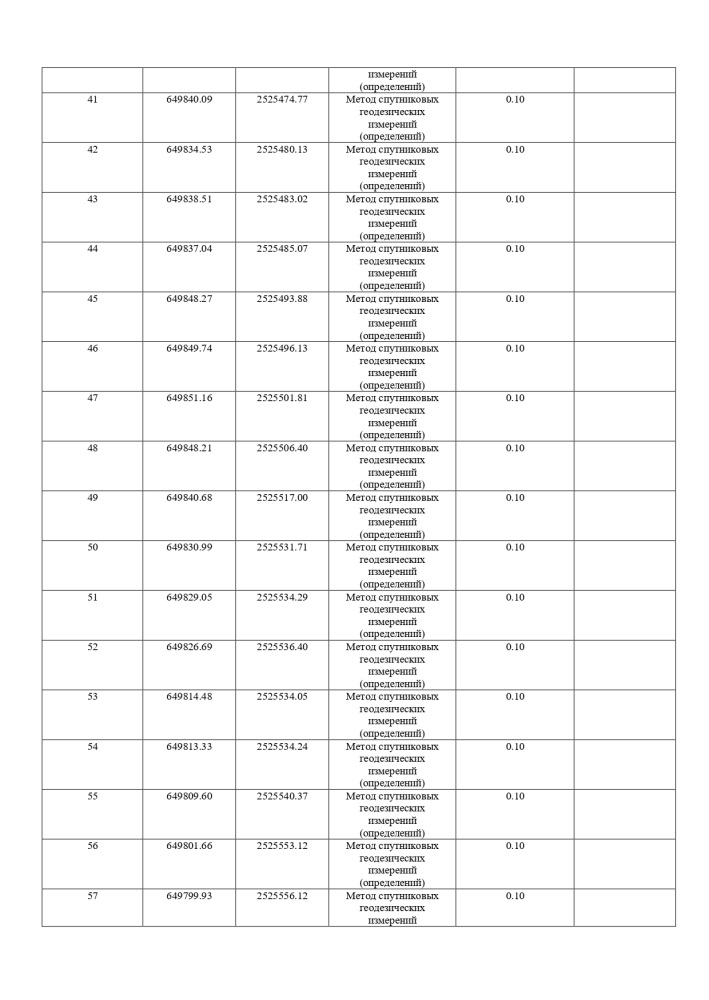 измерений
(определений)
41 649840.09 2525474.77 Метод спутниковых 0.10
геодезических
измерений
(определений)
42 649834.53 2525480.13 Метод спутниковых 0.10
геодезических
измерений
(определений)
43 649838.51 2525483.02 Метод спутниковых 0.10
геодезических
измерений
(определений)
44 649837.04 2525485.07 Метод спутниковых 0.10
геодезических
измерений
(определений)
45 649848.27 2525493.88 Метод спутниковых 0.10
геодезических
измерений
(определений)
46 649849.74 2525496.13 Метод спутниковых 0.10
геодезических
измерений
(определений)
47 649851.16 2525501.81 Метод спутниковых 0.10
геодезических
измерений
(определений)
48 649848.21 2525506.40 Метод спутниковых 0.10
геодезических
измерений
(определений)
49 649840.68 2525517.00 Метод спутниковых 0.10
геодезических
измерений
(определений)
50 649830.99 2525531.71 Метод спутниковых 0.10
геодезических
измерений
(определений)
51 649829.05 2525534.29 Метод спутниковых 0.10
геодезических
измерений
(определений)
52 649826.69 2525536.40 Метод спутниковых 0.10
геодезических
измерений
(определений)
53 649814.48 2525534.05 Метод спутниковых 0.10
геодезических
измерений
(определений)
54 649813.33 2525534.24 Метод спутниковых 0.10
геодезических
измерений
(определений)
55 649809.60 2525540.37 Метод спутниковых 0.10
геодезических
измерений
(определений)
56 649801.66 2525553.12 Метод спутниковых 0.10
геодезических
измерений
(определений)
57 649799.93 2525556.12 Метод спутниковых 0.10
геодезических
измерений